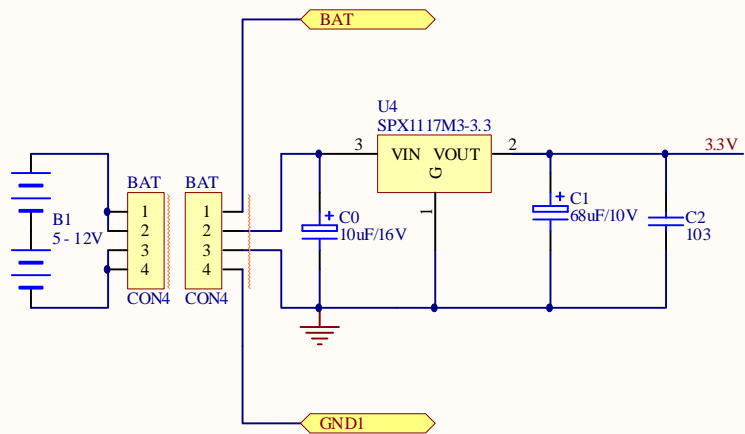 BAT
U4
SPX1117M3-3.3
3
VIN VOUT
2
3.3V
G
1
B1
5 - 12V
BAT
1
2
3
4
CON4
BAT
1
2
3
4
CON4
C0
10uF/16V
C1
68uF/10V
C2
103
GND1